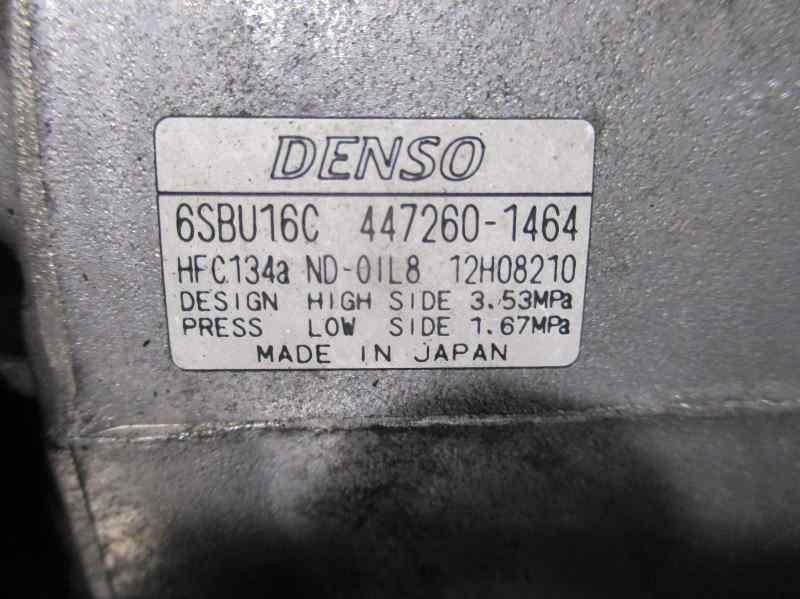 DENSO
6SBU16C 447260-1464
HFC134a ND-OIL8 12H08210
DESIGN HIGH SIDE 3.53MPa
PRESS LOW SIDE 1.67MPa
MADE IN JAPAN